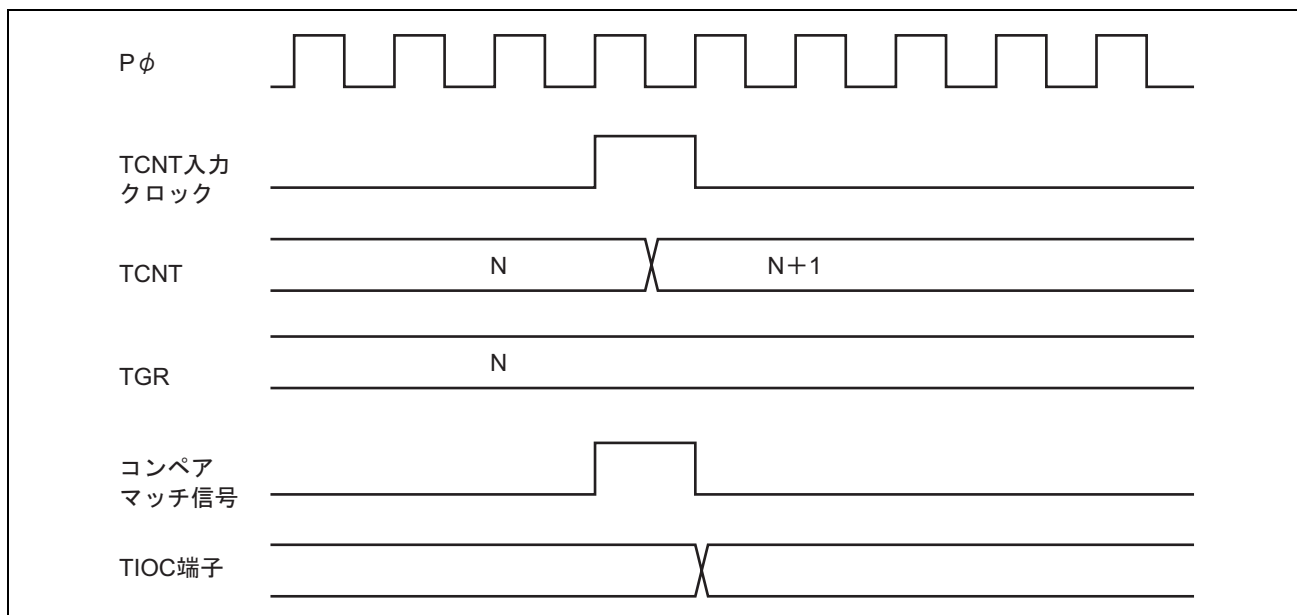 Pφ
TCNT入力
クロック
TCNT
N
N＋1
TGR
N
コンペア
マッチ信号
TIOC端子